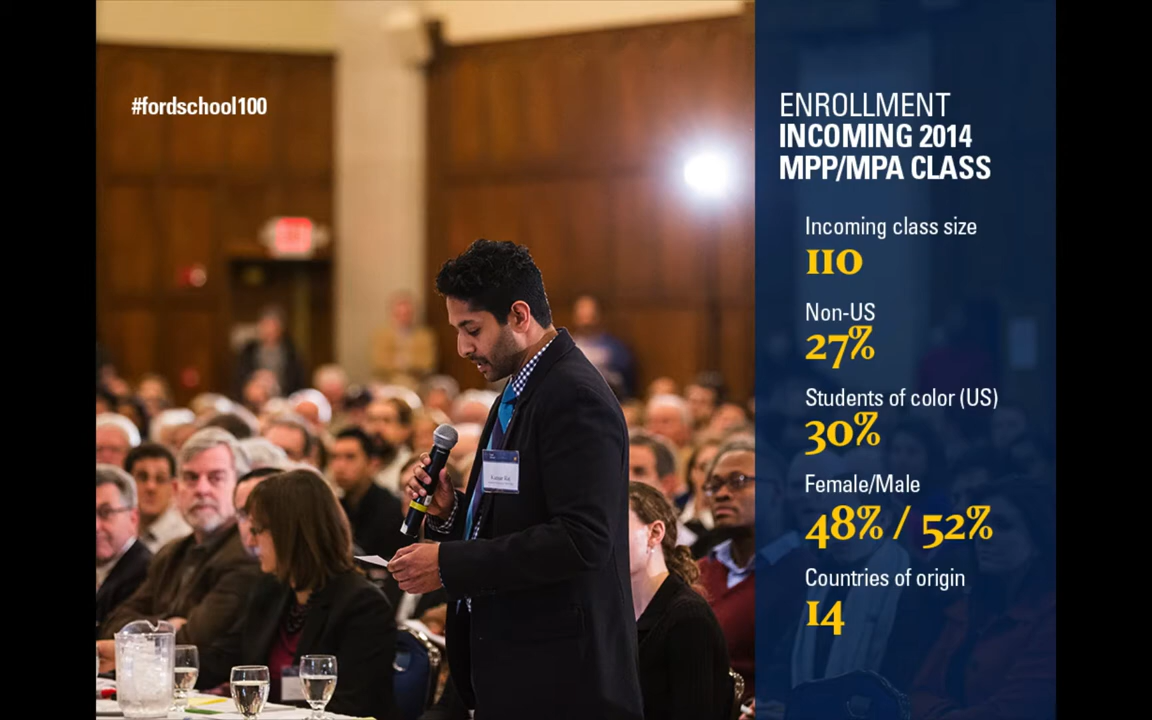 #fordschool100
ENROLLMENT
INCOMING 2014
MPP/MPA CLASS
Incoming class size
110
Non-US
27%
Students of color (US)
30%
Female/Male
48% / 52%
Countries of origin
14